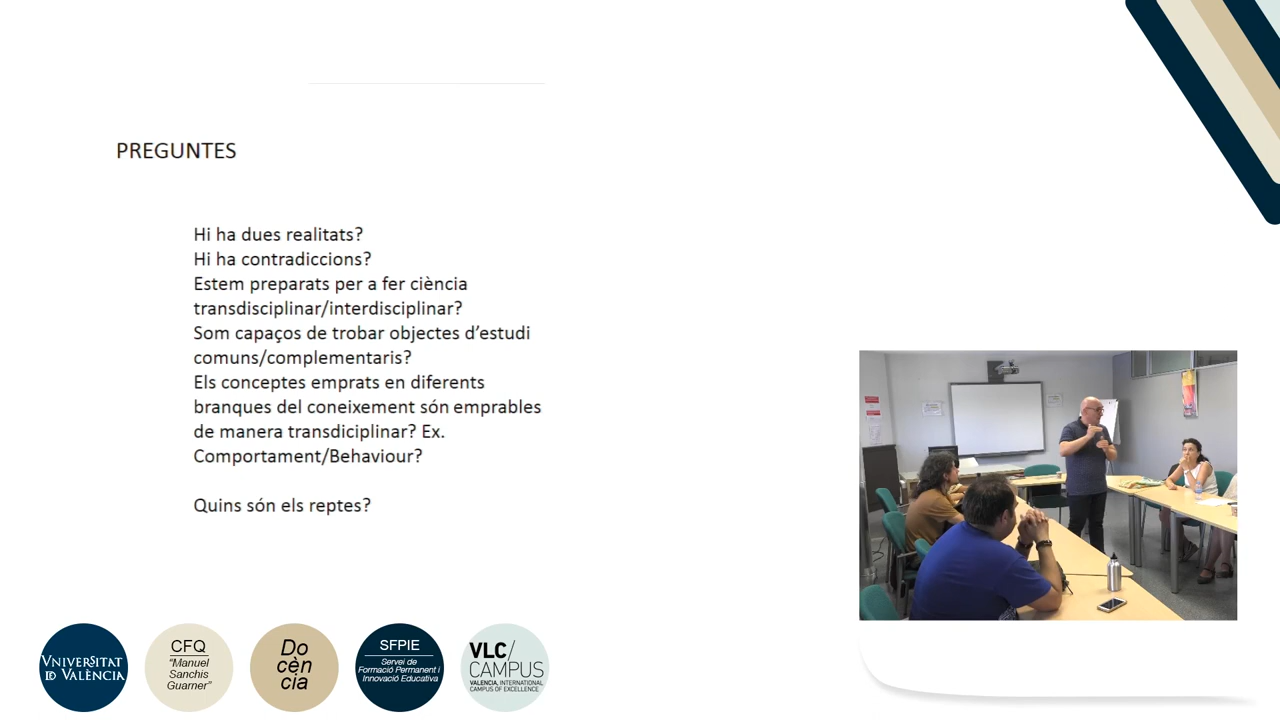 PREGUNTES
Hi ha dues realitats?
Hi ha contradiccions?
Estem preparats per a fer ciència
transdisciplinar/interdisciplinar?
Som capaços de trobar objectes d’estudi
comuns/complementaris?
Els conceptes emprats en diferents
branques del coneixement són emprables
de manera transdiciplinar? Ex.
Comportament/Behaviour?
Quins són els reptes?
VNIVERSITAT
ID VALÈNCIA
CFQ
“Manuel
Sanchis
Guarner”
Do
cèn
cia
SFPIE
Servei de
Formació Permanent i
Innovació Educativa
VLC/
CAMPUS
VALENCIA, INTERNATIONAL
CAMPUS OF EXCELLENCE